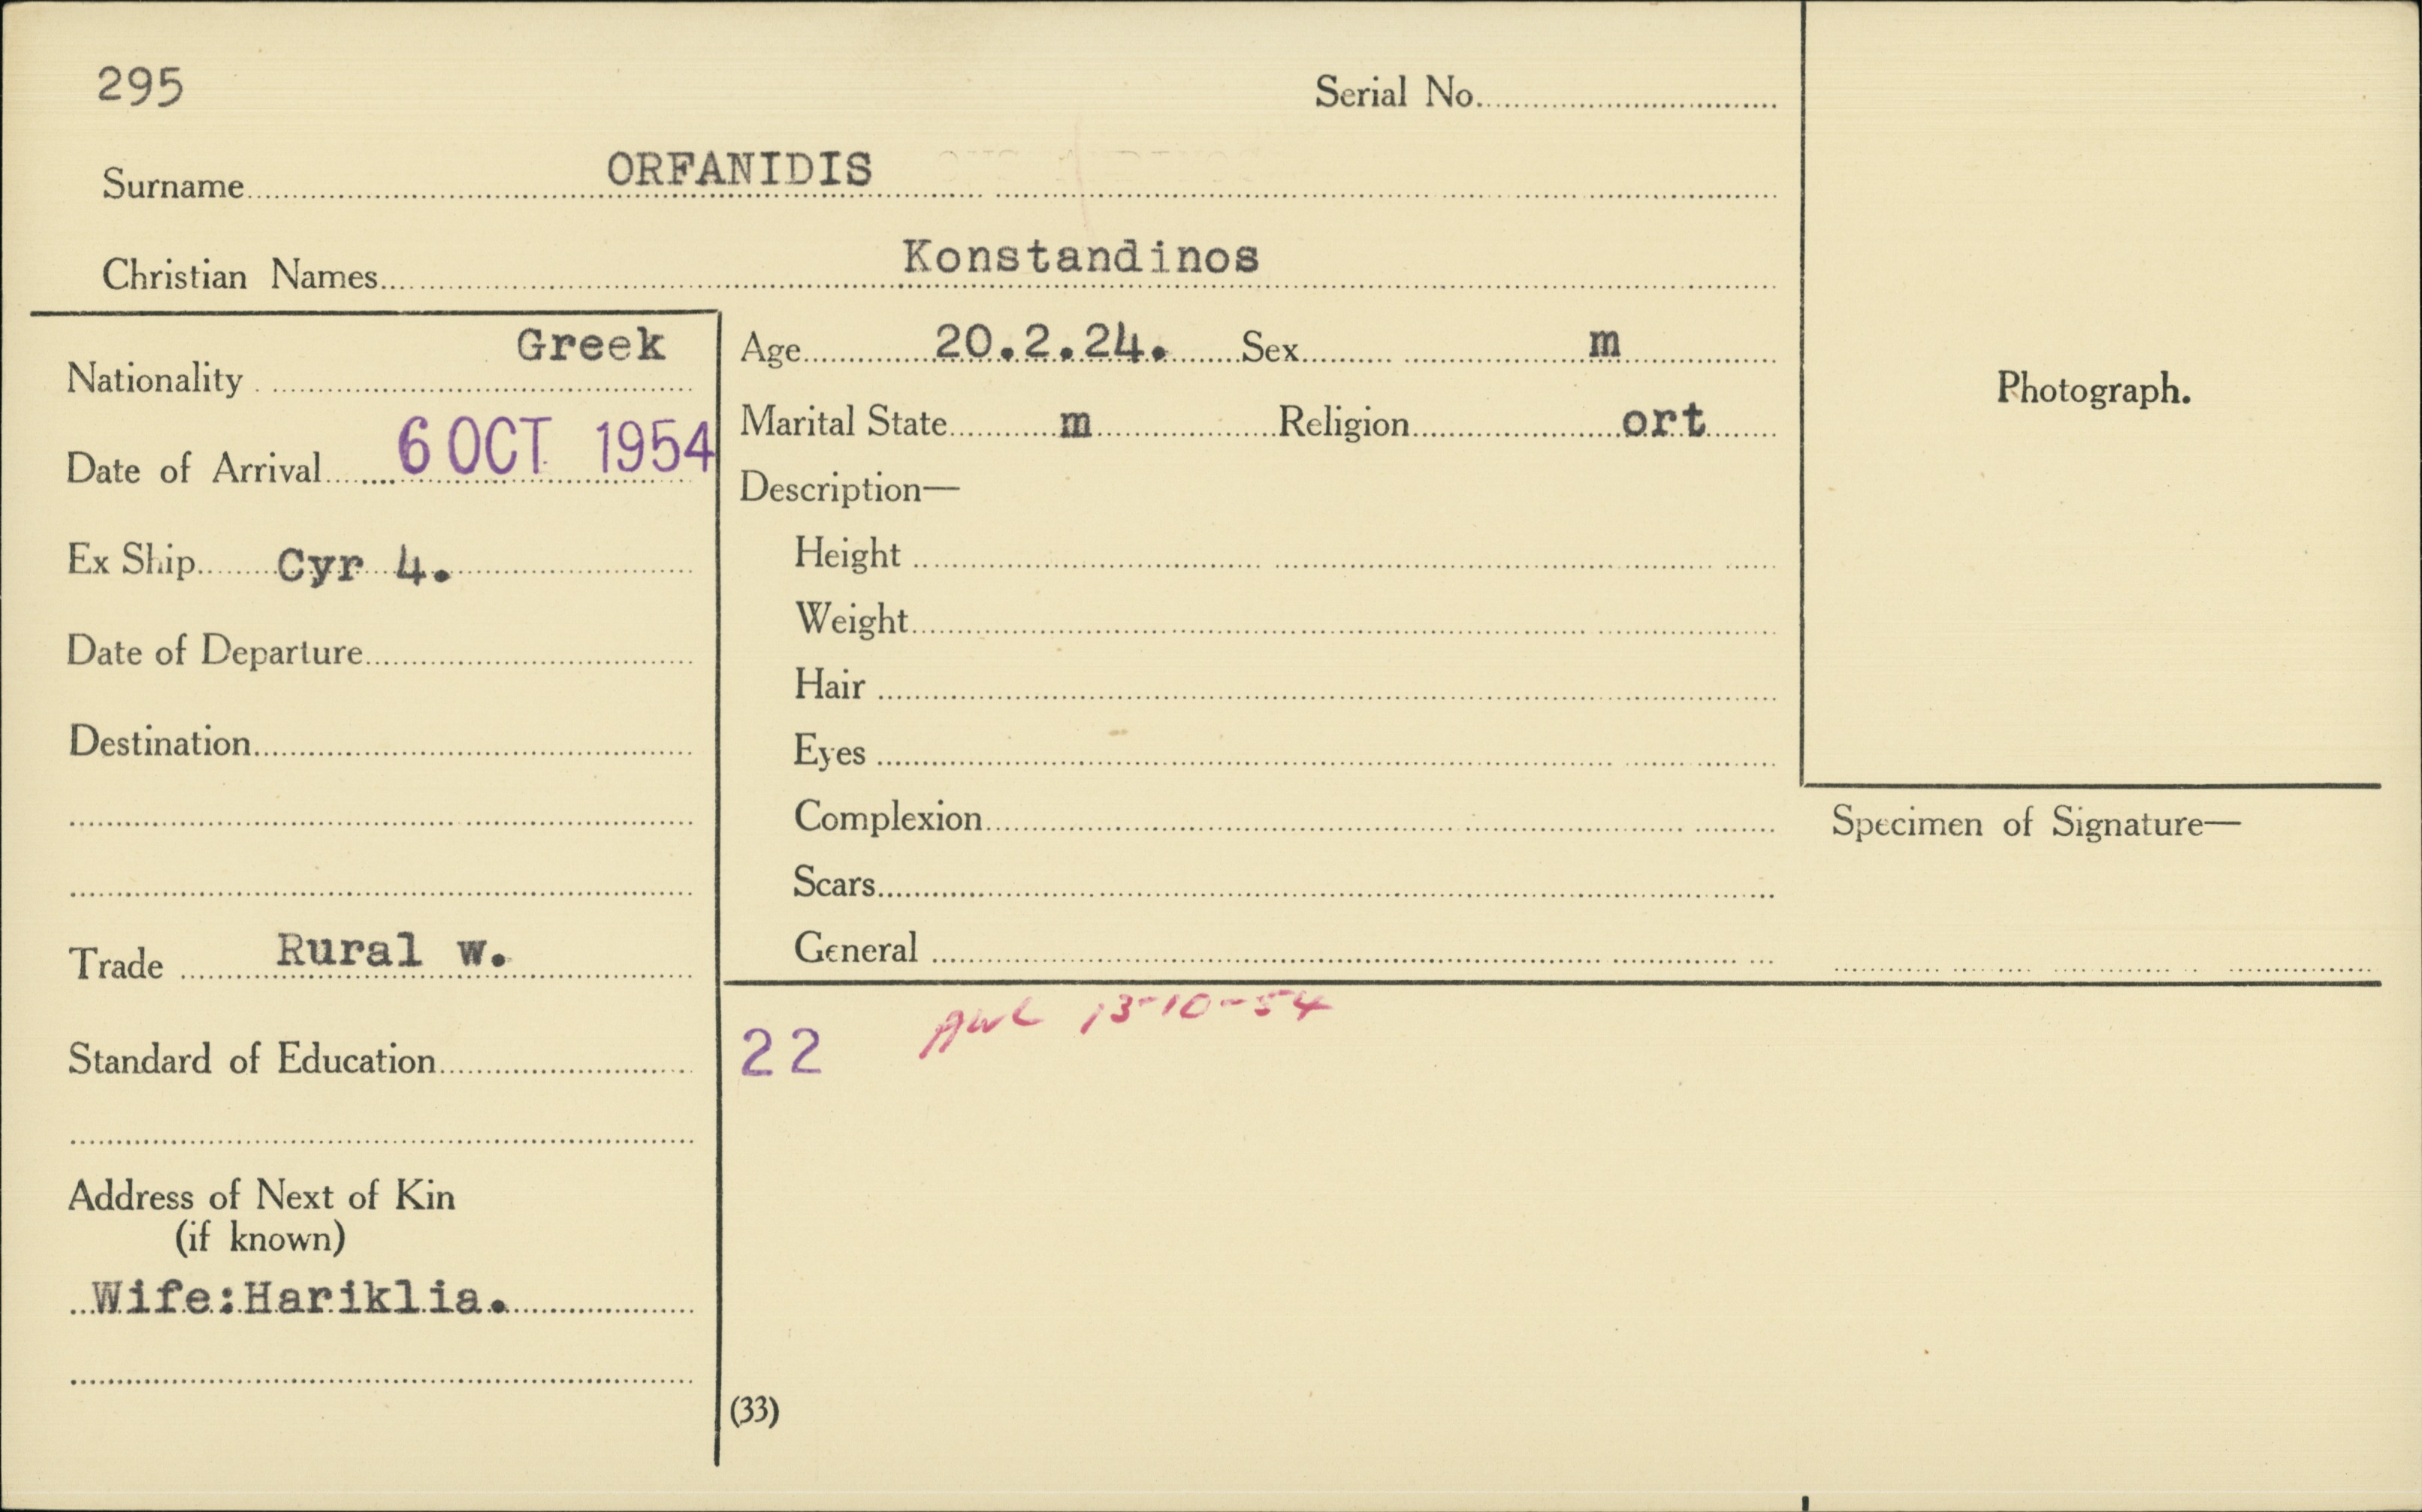 295
Serial No.
Surname ORFANIDIS
Christian Names Konstandinos
Nationality Greek
Date of Arrival 6 OCT 1954
Ex Ship Cyr 4.
Date of Departure
Destination
Trade Rural w.
Standard of Education
Address of Next of Kin
(if known)
Wife:Hariklia.
Age 20.2.24. Sex m
Marital State m Religion ort
Description—
Height
Weight
Hair
Eyes
Complexion
Scars
General
Photograph.
Specimen of Signature—
22
AWL 13-10-54
(33)